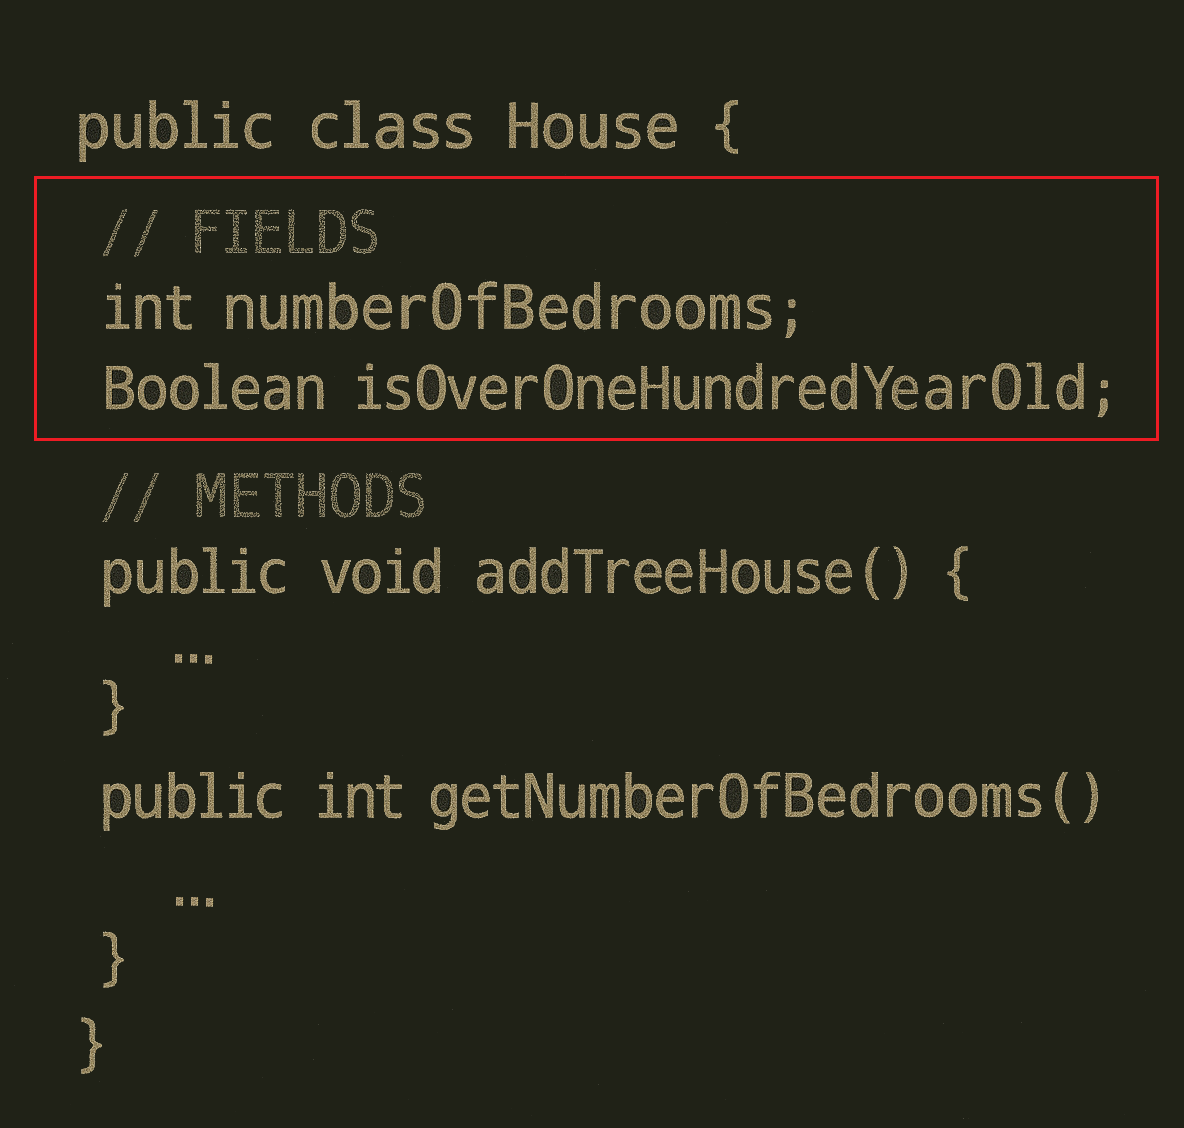 public class House {
// FIELDS
int numberOfBedrooms;
Boolean isOverOneHundredYearOld;
// METHODS
public void addTreeHouse() {
...
}
public int getNumberOfBedrooms()
...
}
}